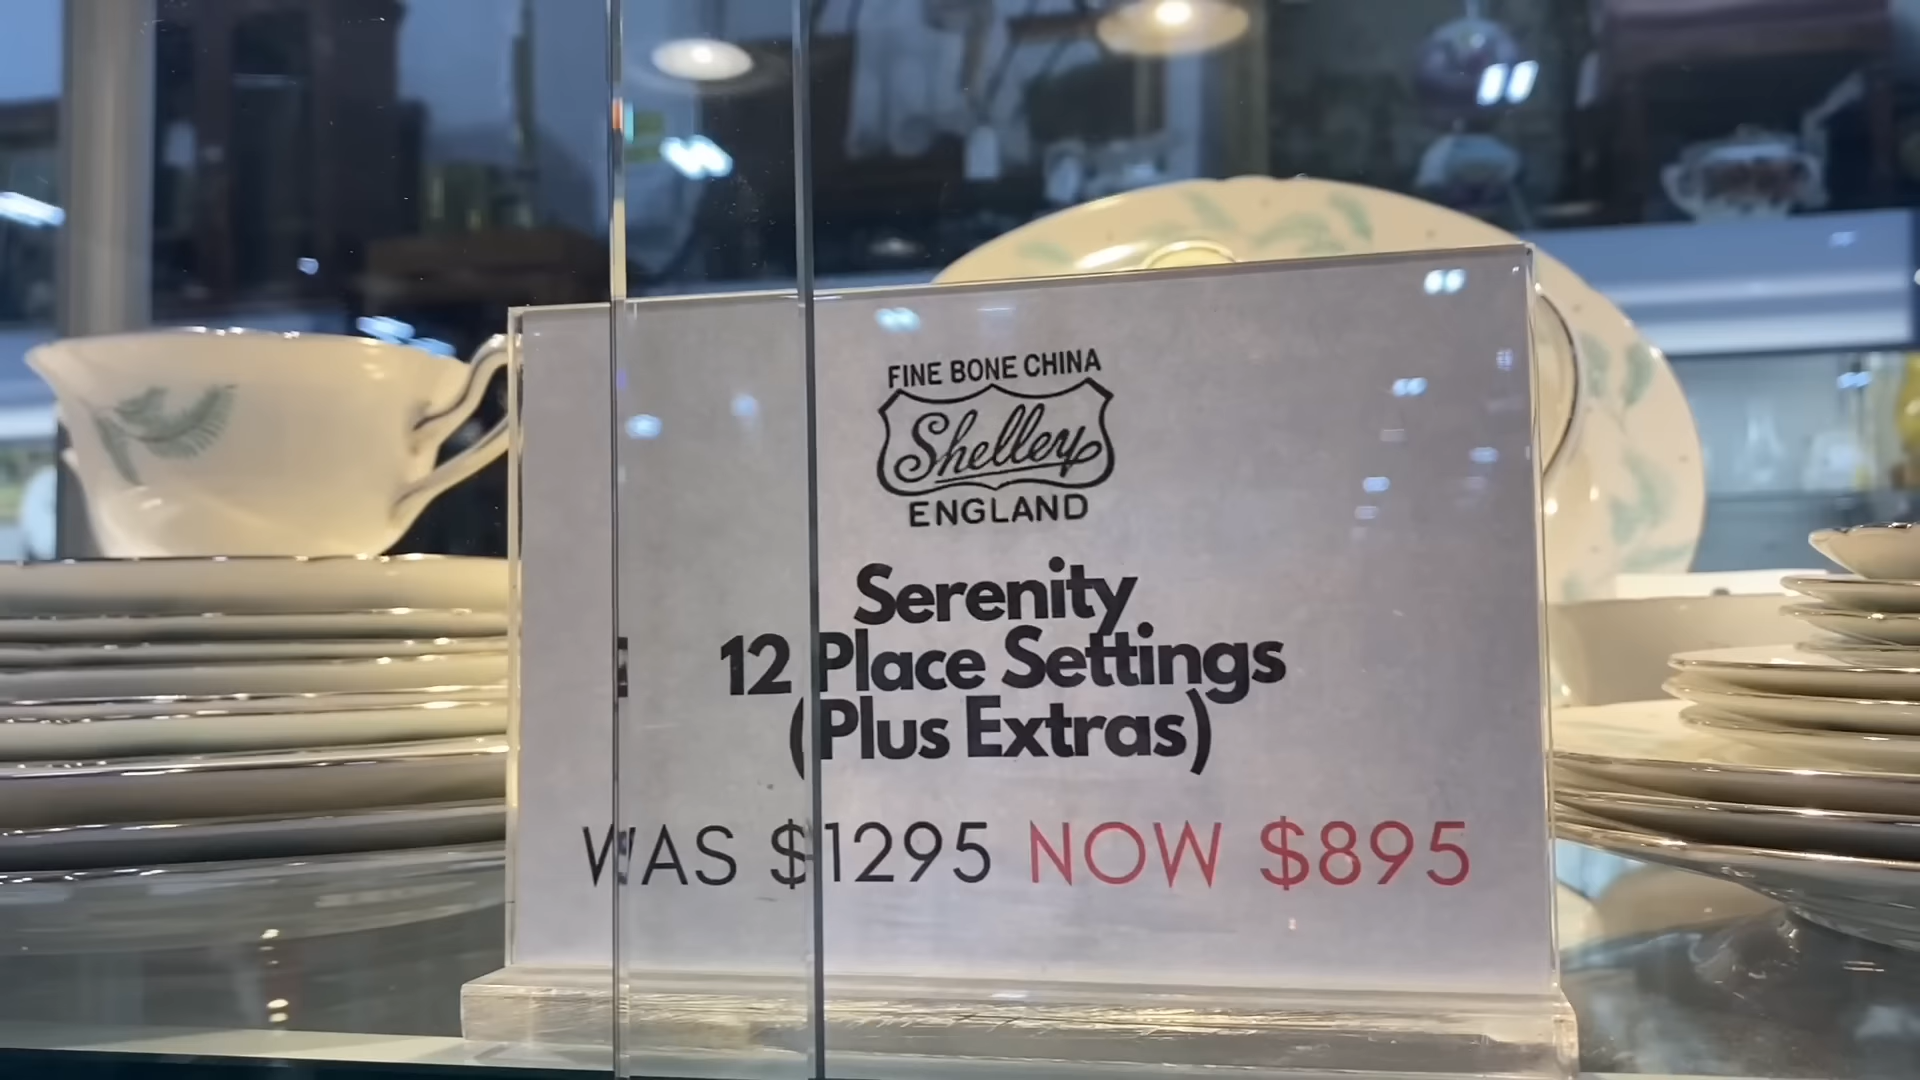 FINE BONE CHINA
Shelley
ENGLAND
Serenity
12 Place Settings
(Plus Extras)
WAS $1295 NOW $895